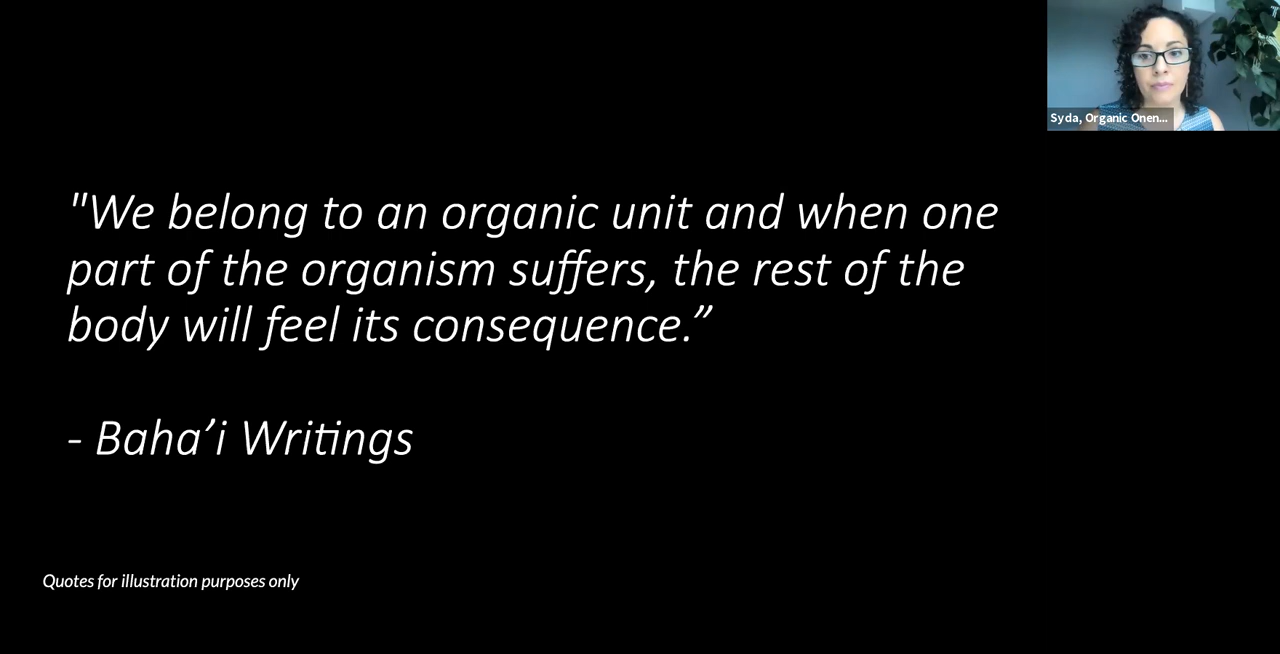 Syda, Organic Onen...
"We belong to an organic unit and when one
part of the organism suffers, the rest of the
body will feel its consequence.”
- Baha’i Writings
Quotes for illustration purposes only